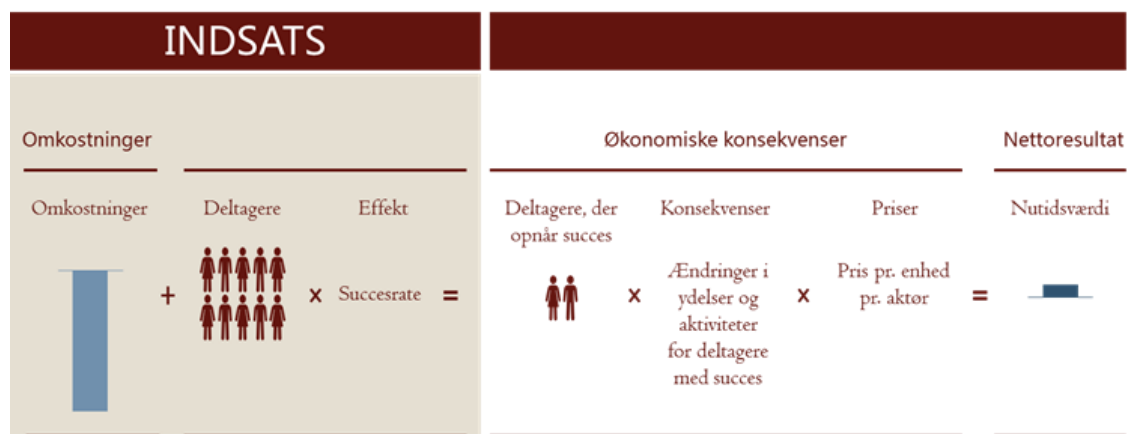 INDSATS
Omkostninger
Økonomiske konsekvenser
Nettoresultat
Omkostninger
Deltagere
Effekt
Deltagere, der
opnår succes
Konsekvenser
Priser
Nutidsværdi
+
x
Succesrate
=
x
Ændringer i
ydelser og
aktiviteter
for deltagere
med succes
x
Pris pr. enhed
pr. aktør
=